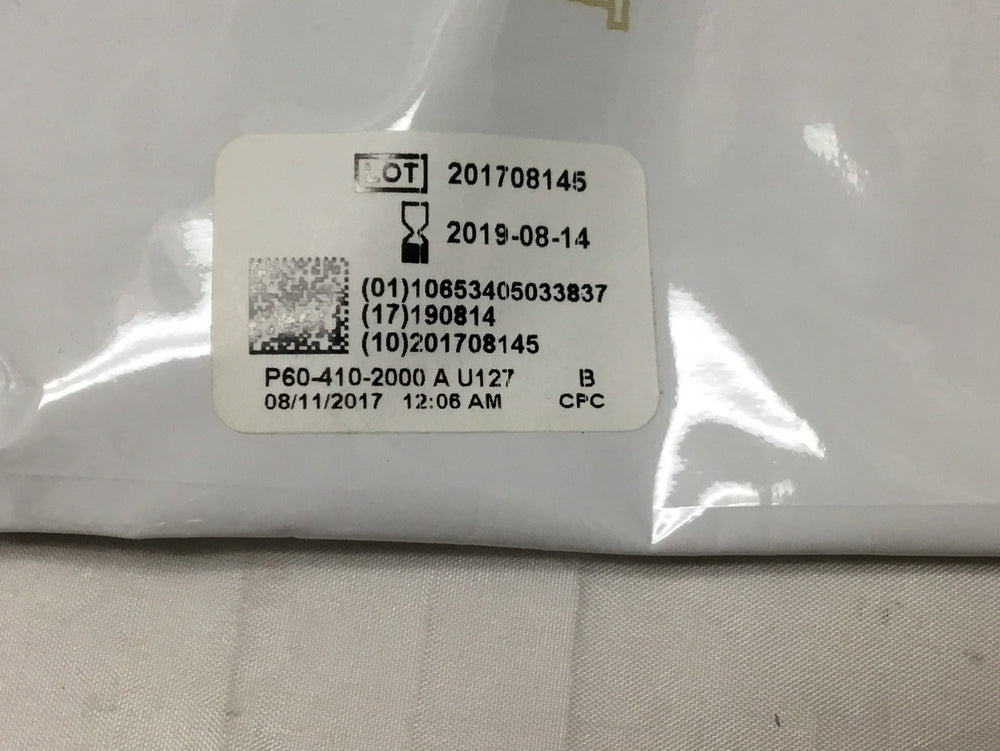 LOT 201708145
2019-08-14
(01)10653405033837
(17)190814
(10)201708145
P60-410-2000 A U127 B
08/11/2017 12:06 AM CPC